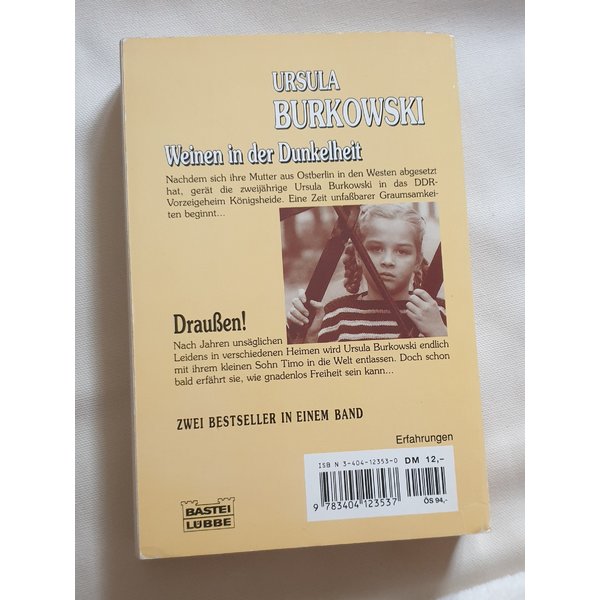 URSULA
BURKOWSKI
Weinen in der Dunkelheit
Nachdem sich ihre Mutter aus Ostberlin in den Westen abgesetzt
hat, gerät die zweijährige Ursula Burkowski in das DDR-
Vorzeigeheim Königsheide. Eine Zeit unfaßbarer Graumsamkei-
ten beginnt...
Draußen!
Nach Jahren unsäglichen
Leidens in verschiedenen Heimen wird Ursula Burkowski endlich
mit ihrem kleinen Sohn Timo in die Welt entlassen. Doch schon
bald erfährt sie, wie gnadenlos Freiheit sein kann...
ZWEI BESTSELLER IN EINEM BAND
Erfahrungen
ISBN 3-404-12353-0 DM 12,-
9 783404 123537
ÖS 94,-
BASTEI
LÜBBE